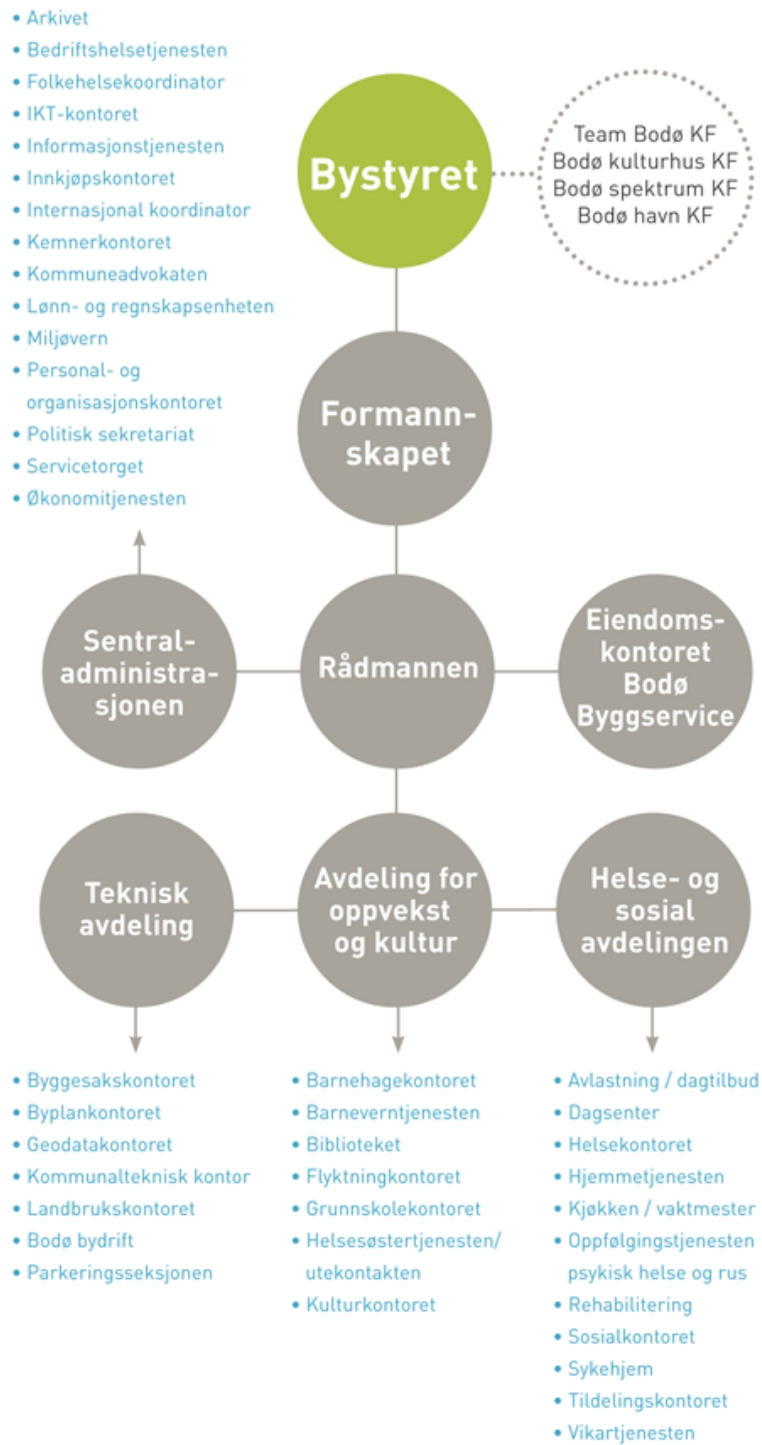 • Arkivet
• Bedriftshelsetjenesten
• Folkehelsekoordinator
• IKT-kontoret
• Informasjonstjenesten
• Innkjøpskontoret
• Internasjonal koordinator
• Kemnerkontoret
• Kommuneadvokaten
• Lønn- og regnskapsenheten
• Miljøvern
• Personal- og
organisasjonskontoret
• Politisk sekretariat
• Servicetorget
• Økonomitjenesten
Bystyret
Team Bodø KF
Bodø kulturhus KF
Bodø spektrum KF
Bodø havn KF
Formann-
skapet
Sentral-
administra-
sjonen
Rådmannen
Eiendoms-
kontoret
Bodø
Byggservice
Teknisk
avdeling
Avdeling for
oppvekst
og kultur
Helse- og
sosial
avdelingen
• Byggesakskontoret
• Byplankontoret
• Geodatakontoret
• Kommunalteknisk kontor
• Landbrukskontoret
• Bodø bydrift
• Parkeringsseksjonen
• Barnehagekontoret
• Barneverntjenesten
• Biblioteket
• Flyktningkontoret
• Grunnskolekontoret
• Helsesøstertjenesten/
utekontakten
• Kulturkontoret
• Avlastning / dagtilbud
• Dagsenter
• Helsekontoret
• Hjemmetjenesten
• Kjøkken / vaktmester
• Oppfølgingstjenesten
psykisk helse og rus
• Rehabilitering
• Sosialkontoret
• Sykehjem
• Tildelingskontoret
• Vikartjenesten